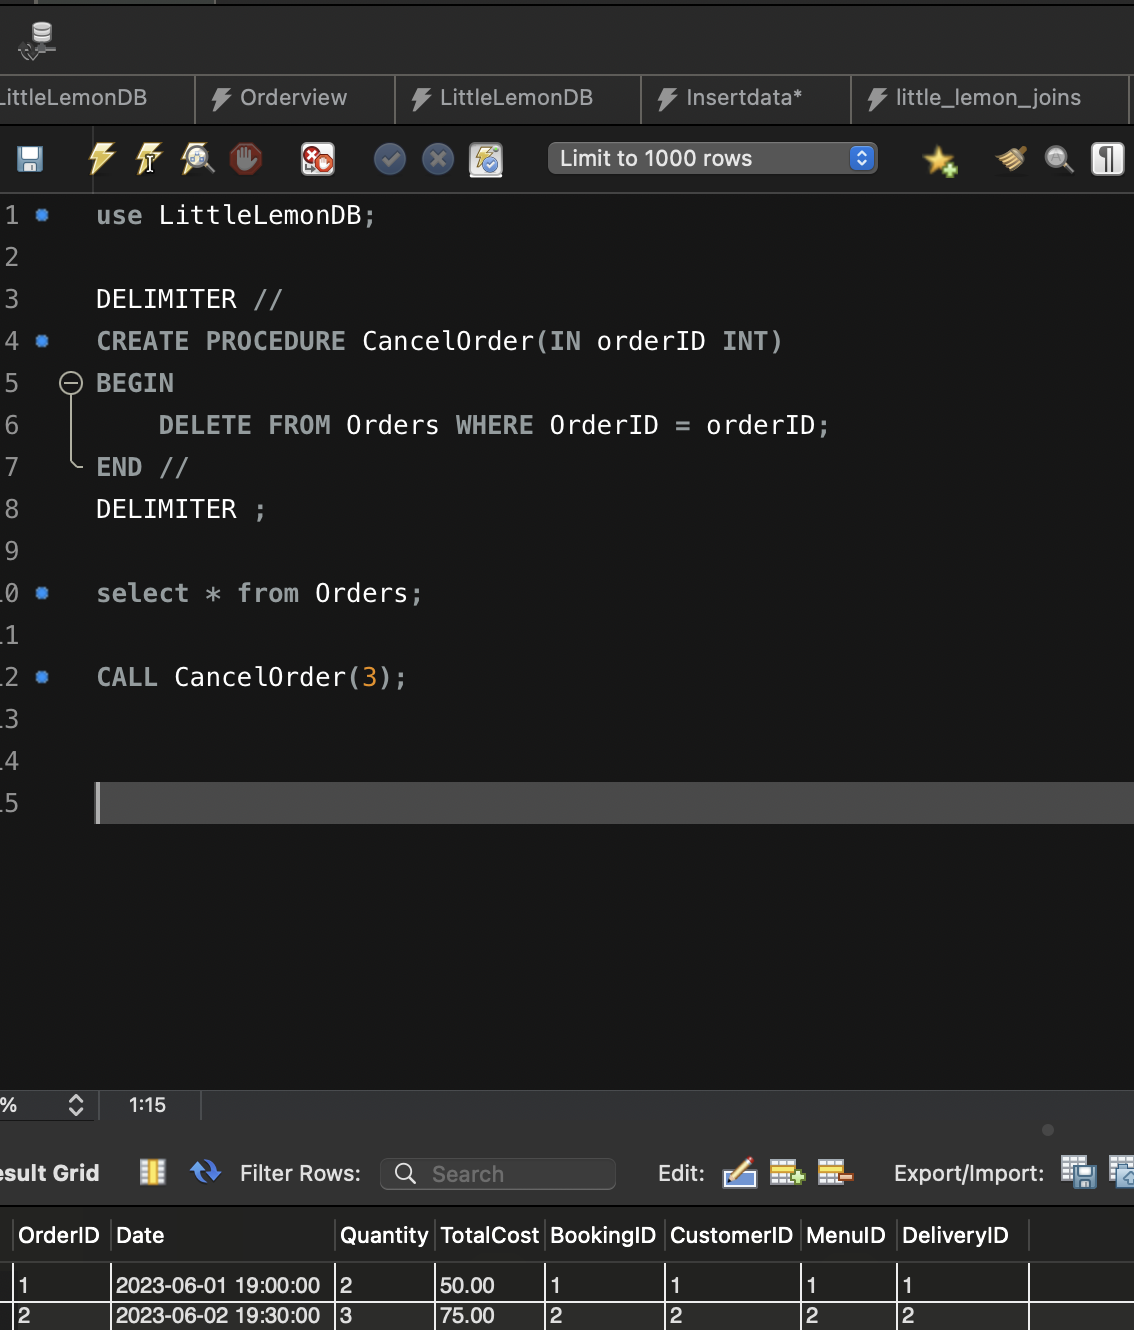 LittleLemonDB Orderview LittleLemonDB Insertdata* little_lemon_joins
Limit to 1000 rows
1 use LittleLemonDB;
2
3 DELIMITER //
4 CREATE PROCEDURE CancelOrder(IN orderID INT)
5 BEGIN
6 DELETE FROM Orders WHERE OrderID = orderID;
7 END //
8 DELIMITER ;
9
10 select * from Orders;
11
12 CALL CancelOrder(3);
13
14
15
% 1:15
esult Grid Filter Rows: Search Edit: Export/Import:
OrderID Date Quantity TotalCost BookingID CustomerID MenuID DeliveryID
1 2023-06-01 19:00:00 2 50.00 1 1 1 1
2 2023-06-02 19:30:00 3 75.00 2 2 2 2